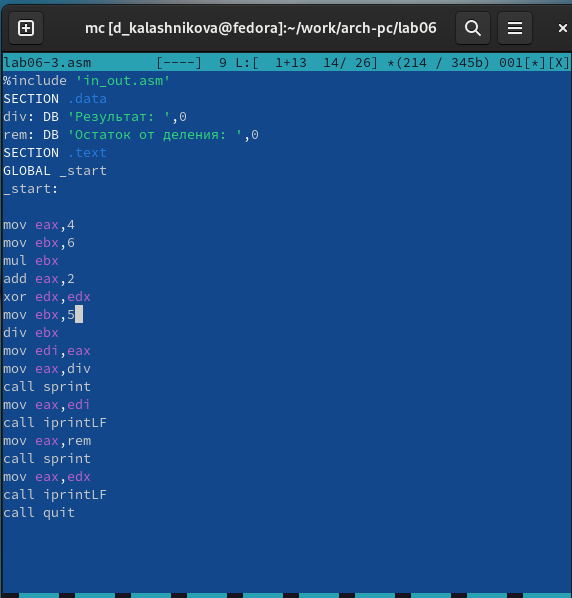 mc [d_kalashnikova@fedora]:~/work/arch-pc/lab06
lab06-3.asm [----] 9 L:[ 1+13 14/ 26] *(214 / 345b) 001[*][X]
%include 'in_out.asm'
SECTION .data
div: DB 'Результат: ',0
rem: DB 'Остаток от деления: ',0
SECTION .text
GLOBAL _start
_start:
mov eax,4
mov ebx,6
mul ebx
add eax,2
xor edx,edx
mov ebx,5
div ebx
mov edi,eax
mov eax,div
call sprint
mov eax,edi
call iprintLF
mov eax,rem
call sprint
mov eax,edx
call iprintLF
call quit